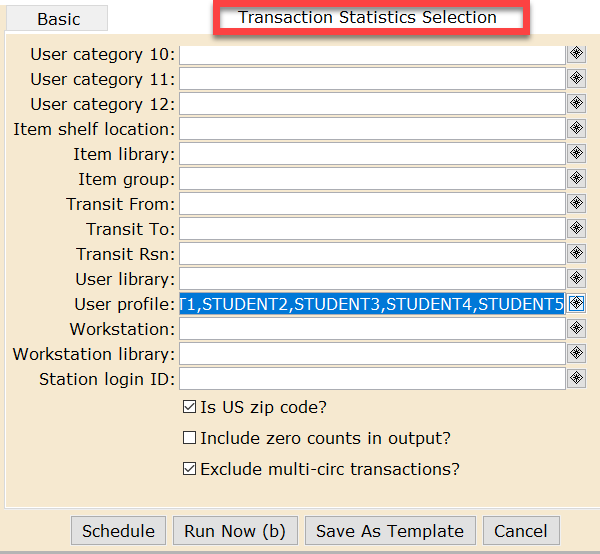 Basic
Transaction Statistics Selection
User category 10:
User category 11:
User category 12:
Item shelf location:
Item library:
Item group:
Transit From:
Transit To:
Transit Rsn:
User library:
User profile: T1,STUDENT2,STUDENT3,STUDENT4,STUDENT5
Workstation:
Workstation library:
Station login ID:
Is US zip code?
Include zero counts in output?
Exclude multi-circ transactions?
Schedule Run Now (b) Save As Template Cancel